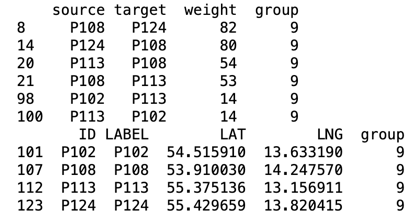 source target weight group
8 P108 P124 82 9
14 P124 P108 80 9
20 P113 P108 54 9
21 P108 P113 53 9
98 P102 P113 14 9
100 P113 P102 14 9
ID LABEL LAT LNG group
101 P102 P102 54.515910 13.633190 9
107 P108 P108 53.910030 14.247570 9
112 P113 P113 55.375136 13.156911 9
123 P124 P124 55.429659 13.820415 9